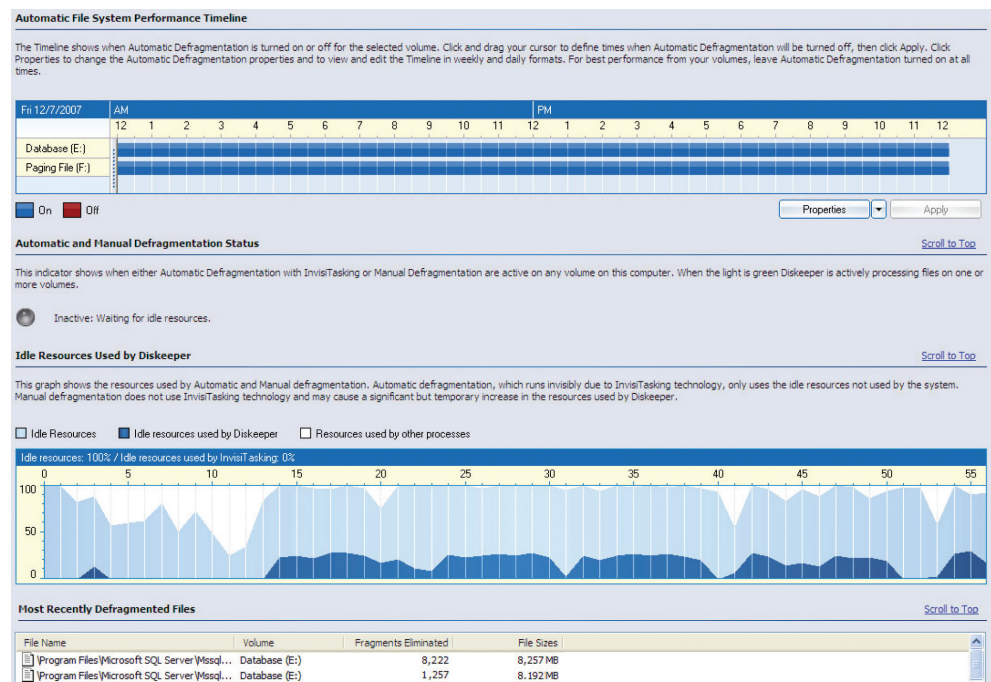 Automatic File System Performance Timeline
The Timeline shows when Automatic Defragmentation is turned on or off for the selected volume. Click and drag your cursor to define times when Automatic Defragmentation will be turned off, then click Apply. Click
Properties to change the Automatic Defragmentation properties and to view and edit the Timeline in weekly and daily formats. For best performance from your volumes, leave Automatic Defragmentation turned on at all
times.
Fri 12/7/2007 AM PM
12 1 2 3 4 5 6 7 8 9 10 11 12 1 2 3 4 5 6 7 8 9 10 11 12
Database (E:)
Paging File (F:)
On Off Properties Apply
Automatic and Manual Defragmentation Status Scroll to Top
This indicator shows when either Automatic Defragmentation with InvisiTasking or Manual Defragmentation are active on any volume on this computer. When the light is green Diskeeper is actively processing files on one or
more volumes.
Inactive: Waiting for idle resources.
Idle Resources Used by Diskeeper Scroll to Top
This graph shows the resources used by Automatic and Manual defragmentation. Automatic defragmentation, which runs invisibly due to InvisiTasking technology, only uses the idle resources not used by the system.
Manual defragmentation does not use InvisiTasking technology and may cause a significant but temporary increase in the resources used by Diskeeper.
Idle Resources Idle resources used by Diskeeper Resources used by other processes
Idle resources: 100% / Idle resources used by InvisiTasking: 0%
0 5 10 15 20 25 30 35 40 45 50 55
100
50
0
Most Recently Defragmented Files Scroll to Top
File Name Volume Fragments Eliminated File Sizes
\Program Files\Microsoft SQL Server\Mssql... Database (E:) 8,222 8,257 MB
\Program Files\Microsoft SQL Server\Mssql... Database (E:) 1,257 8.192 MB